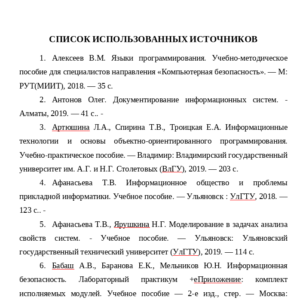 СПИСОК ИСПОЛЬЗОВАННЫХ ИСТОЧНИКОВ
1. Алексеев В.М. Языки программирования. Учебно-методическое
пособие для специалистов направления «Компьютерная безопасность». — М:
РУТ(МИИТ), 2018. — 35 с.
2. Антонов Олег. Документирование информационных систем. -
Алматы, 2019. — 41 с.. -
3. Артюшина Л.А., Спирина Т.В., Троицкая Е.А. Информационные
технологии и основы объектно-ориентированного программирования.
Учебно-практическое пособие. — Владимир: Владимирский государственный
университет им. А.Г. и Н.Г. Столетовых (ВлГУ), 2019. — 203 с.
4. Афанасьева Т.В. Информационное общество и проблемы
прикладной информатики. Учебное пособие. — Ульяновск : УлГТУ, 2018. —
123 с.. -
5. Афанасьева Т.В., Ярушкина Н.Г. Моделирование в задачах анализа
свойств систем. - Учебное пособие. — Ульяновск: Ульяновский
государственный технический университет (УлГТУ), 2019. — 114 с.
6. Бабаш А.В., Баранова Е.К., Мельников Ю.Н. Информационная
безопасность. Лабораторный практикум +еПриложение: комплект
исполняемых модулей. Учебное пособие — 2-е изд., стер. — Москва: